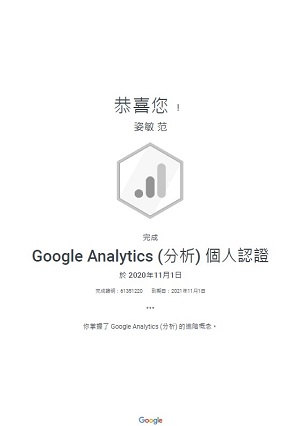 恭喜您！
姿敏 范
完成
Google Analytics (分析) 個人認證
於 2020年11月1日
完成證明：61351220 到期日：2021年11月1日
你掌握了 Google Analytics (分析) 的進階概念。
Google